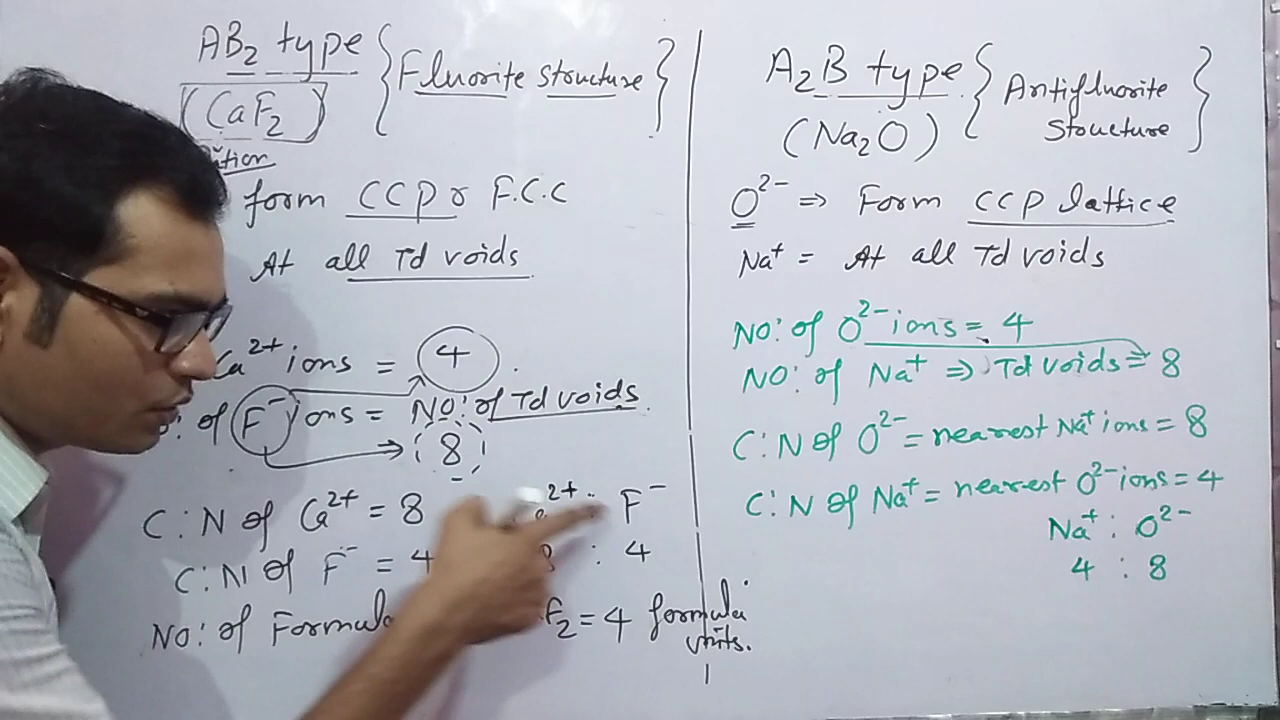 AB₂ type {Fluorite structure}
(CaF₂)
form CCP or F.C.C
At all Td voids
Ca²⁺ ions = 4
of F⁻ ions = NO: of Td voids
8
C:N of Ca²⁺ = 8
C:N of F⁻ = 4
²⁺ : F⁻
8 : 4
NO: of Formula F₂ = 4 formula
units.
A₂B type {Antifluorite
Structure}
(Na₂O)
O²⁻ ⇒ Form CCP lattice
Na⁺ = At all Td voids
NO: of O²⁻ ions = 4
NO: of Na⁺ ⇒ Td voids = 8
C:N of O²⁻ = nearest Na⁺ ions = 8
C:N of Na⁺ = nearest O²⁻ ions = 4
Na⁺ : O²⁻
4 : 8